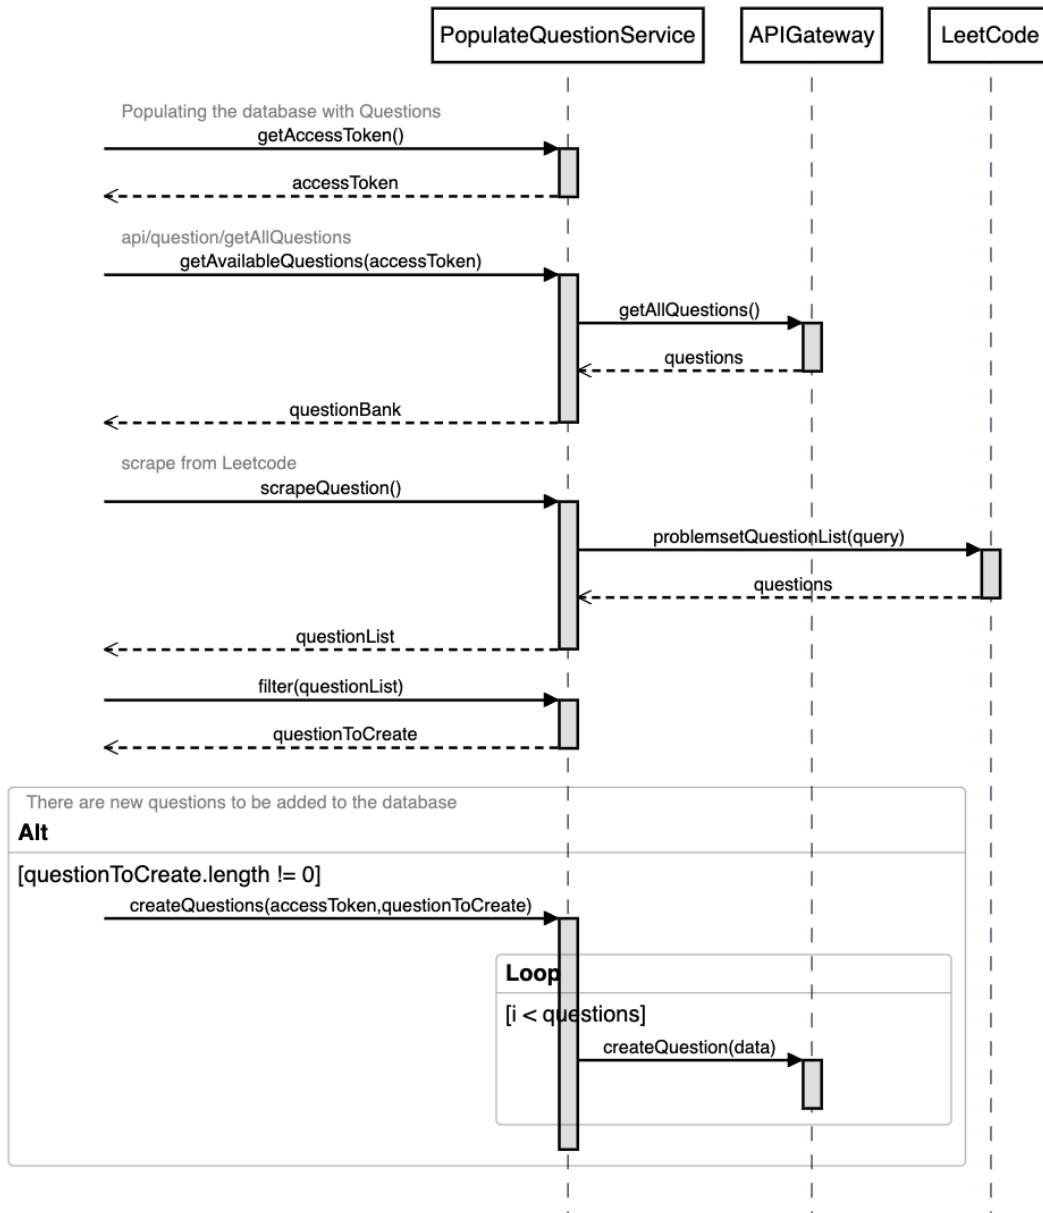 PopulateQuestionService
APIGateway
LeetCode
Populating the database with Questions
getAccessToken()
accessToken
api/question/getAllQuestions
getAvailableQuestions(accessToken)
getAllQuestions()
questions
questionBank
scrape from Leetcode
scrapeQuestion()
problemsetQuestionList(query)
questions
questionList
filter(questionList)
questionToCreate
There are new questions to be added to the database
Alt
[questionToCreate.length != 0]
createQuestions(accessToken,questionToCreate)
Loop
[i < questions]
createQuestion(data)